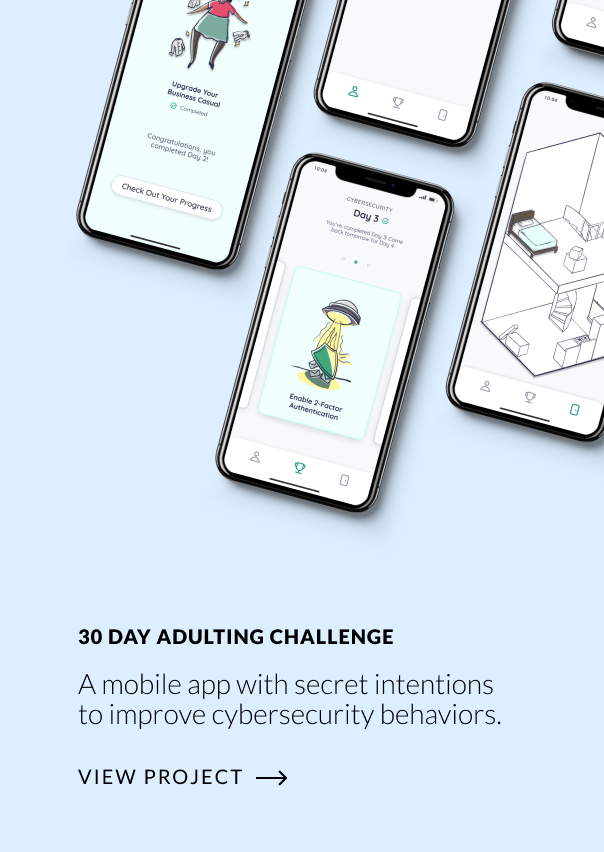 Upgrade Your
Business Casual
Completed
Congratulations, you
completed Day 2!
Check Out Your Progress
10:04
CYBERSECURITY
Day 3
You've completed Day 3! Come
back tomorrow for Day 4.
Enable 2-Factor
Authentication
10:04
30 DAY ADULTING CHALLENGE
A mobile app with secret intentions
to improve cybersecurity behaviors.
VIEW PROJECT